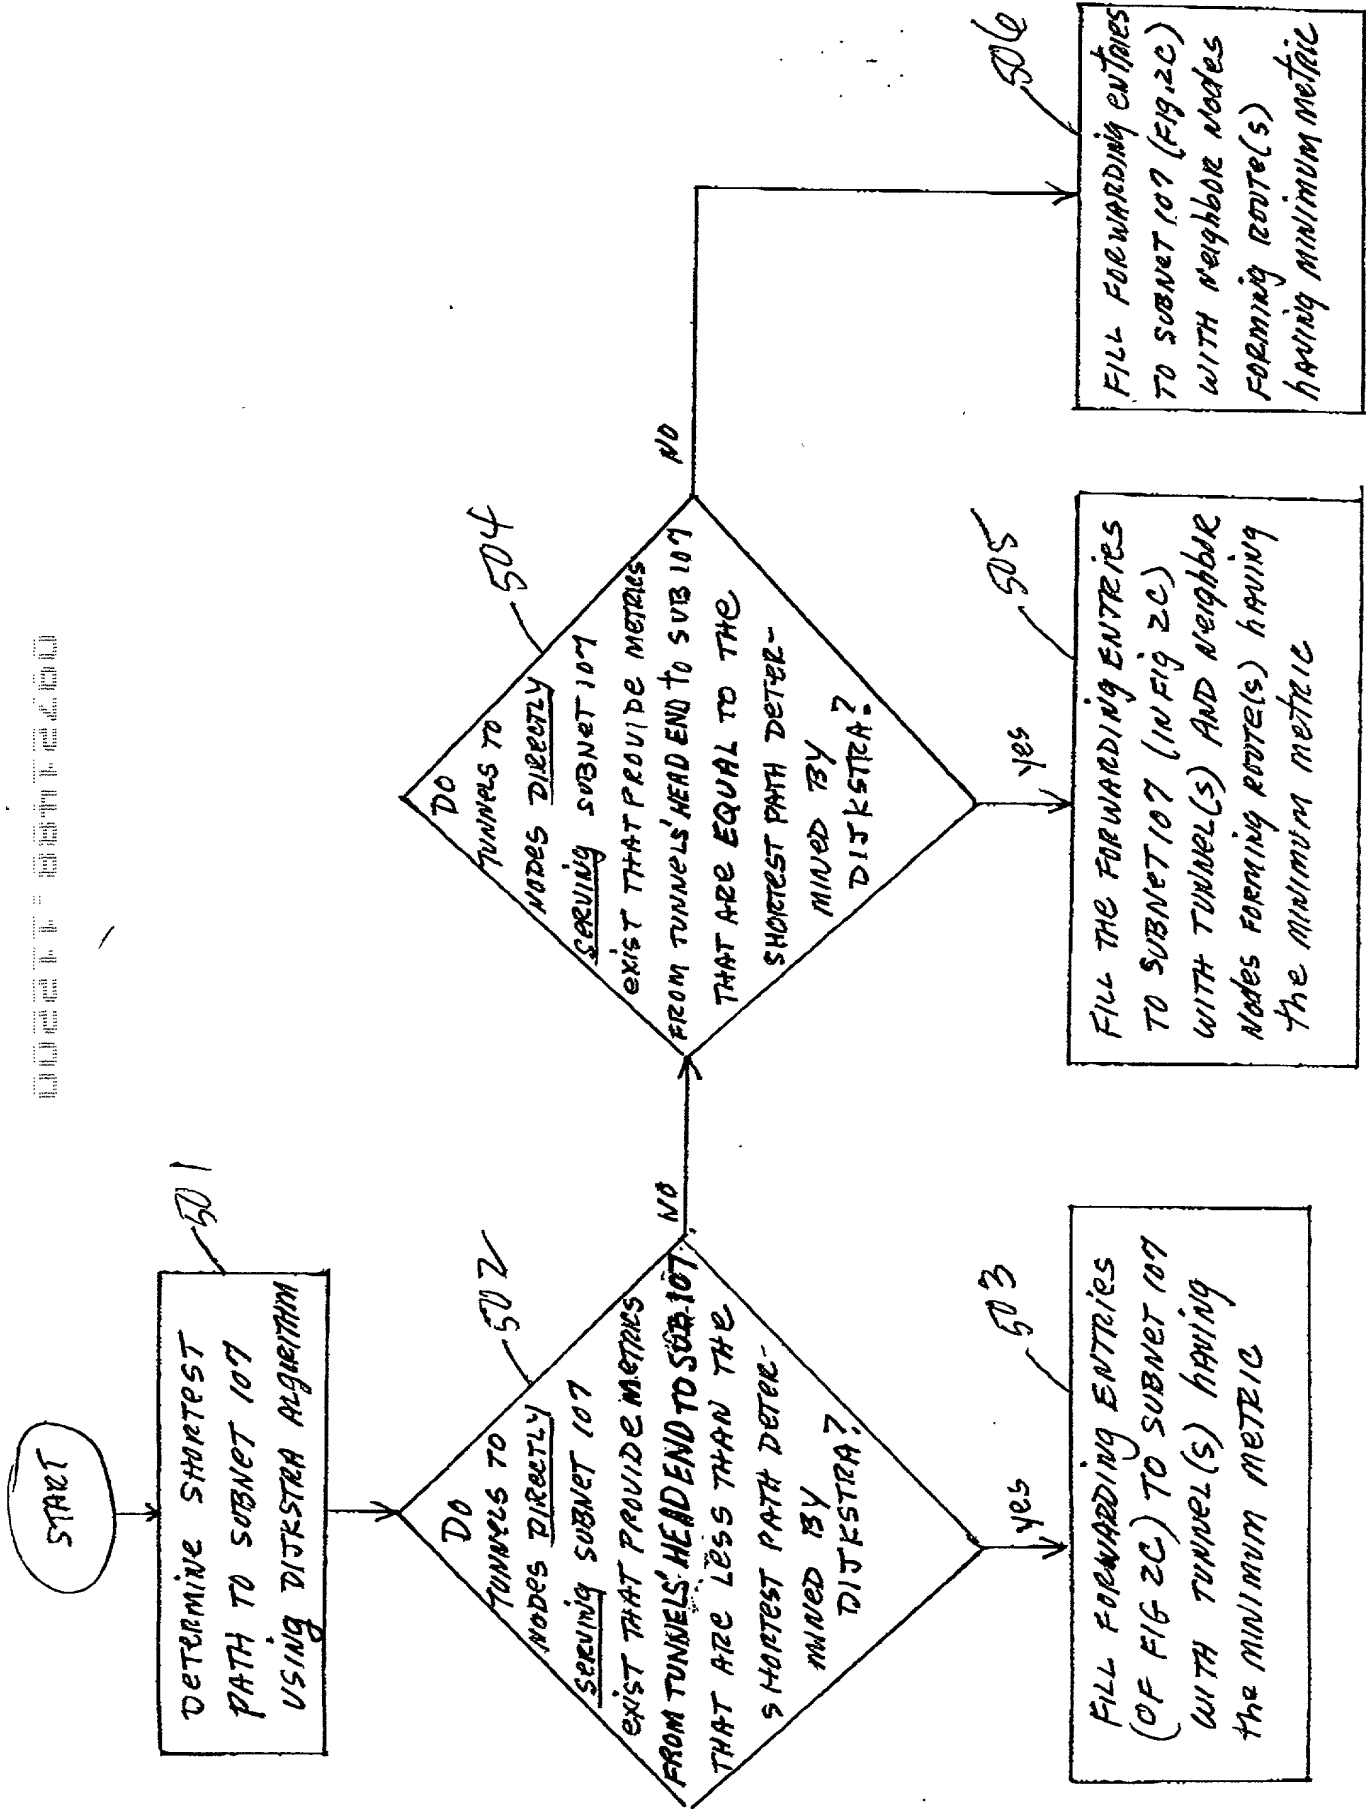 START
DETERMINE SHORTEST
PATH TO SUBNET 107
USING DIJKSTRA ALGORITHM
501
DO
TUNNELS TO
NODES DIRECTLY
SERVING SUBNET 107
EXIST THAT PROVIDE METRICS
FROM TUNNELS' HEAD END TO SUB 107
THAT ARE LESS THAN THE
SHORTEST PATH DETER-
MINED BY
DIJKSTRA?
502
NO
yes
FILL FORWARDING ENTRIES
(OF FIG 2C) TO SUBNET 107
WITH TUNNEL(S) HAVING
the MINIMUM METRIC
503
DO
TUNNELS TO
NODES DIRECTLY
SERVING SUBNET 107
EXIST THAT PROVIDE METRICS
FROM TUNNELS' HEAD END TO SUB 107
THAT ARE EQUAL TO THE
SHORTEST PATH DETER-
MINED BY
DIJKSTRA?
504
NO
yes
FILL THE FORWARDING ENTRIES
TO SUBNET 107 (IN FIG 2C)
WITH TUNNEL(S) AND NEIGHBOR
NODES FORMING ROUTE(S) HAVING
the MINIMUM METRIC
505
FILL FORWARDING ENTRIES
TO SUBNET 107 (FIG. 2C)
WITH NEIGHBOR NODES
FORMING ROUTE(S)
HAVING MINIMUM METRIC
506